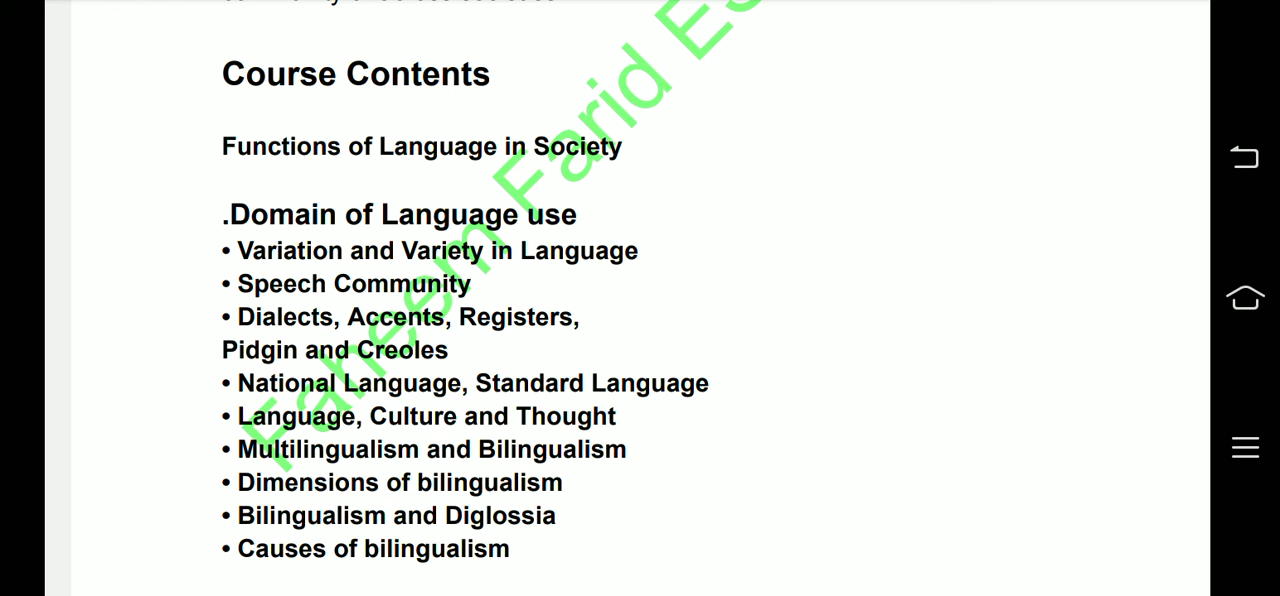 Course Contents
Functions of Language in Society
.Domain of Language use
• Variation and Variety in Language
• Speech Community
• Dialects, Accents, Registers,
Pidgin and Creoles
• National Language, Standard Language
• Language, Culture and Thought
• Multilingualism and Bilingualism
• Dimensions of bilingualism
• Bilingualism and Diglossia
• Causes of bilingualism
Faheem Farid